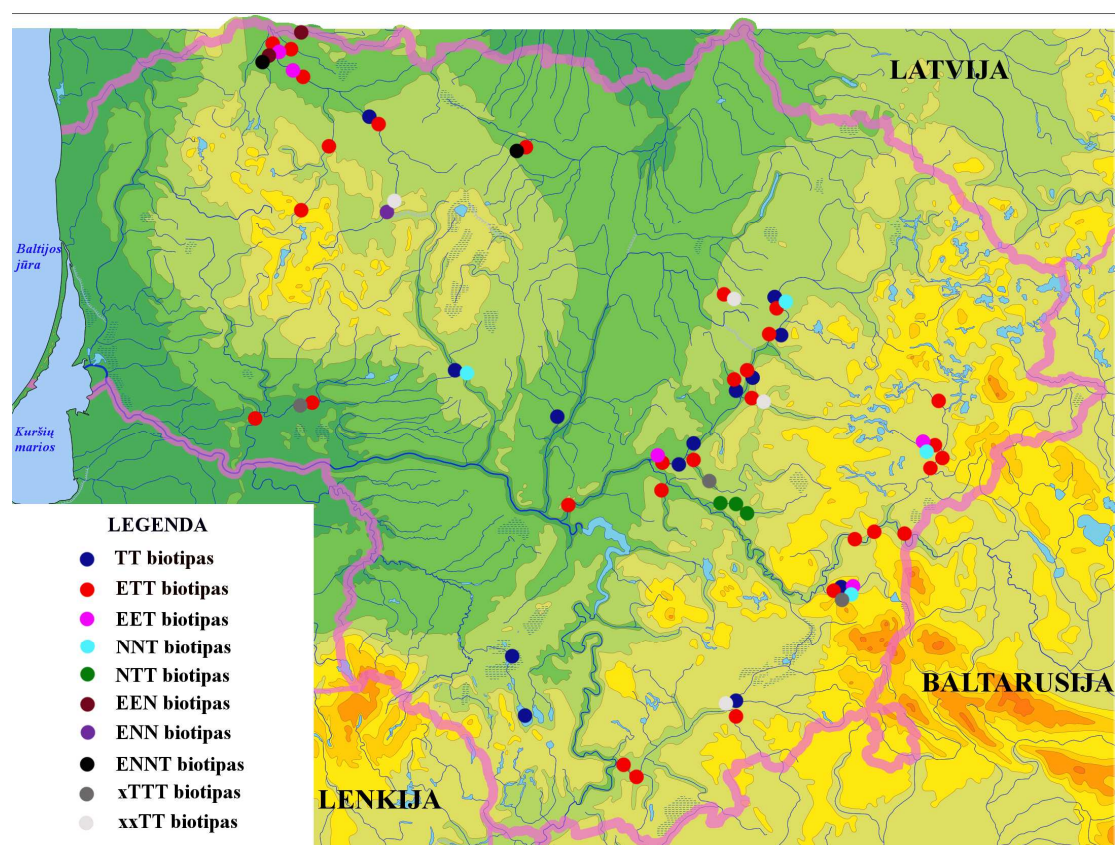 LATVIJA
Baltijos
jūra
Kuršių
marios
LEGENDA
TT biotipas
ETT biotipas
EET biotipas
NNT biotipas
NTT biotipas
EEN biotipas
ENN biotipas
ENNT biotipas
xTTT biotipas
xxTT biotipas
BALTARUSIJA
LENKIJA